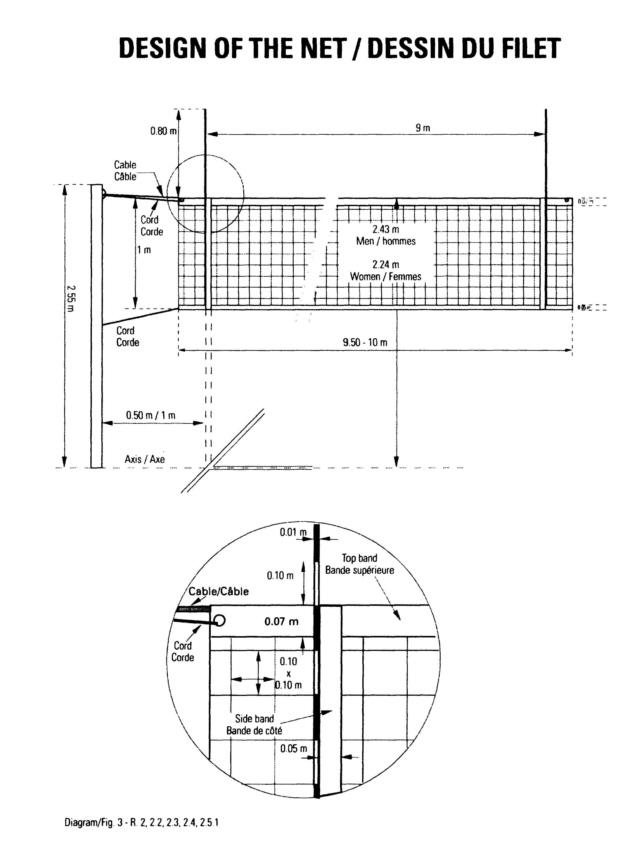 DESIGN OF THE NET / DESSIN DU FILET
0.80 m
9 m
Cable
Câble
Cord
Corde
1 m
2.43 m
Men / hommes
2.24 m
Women / Femmes
2.55 m
Cord
Corde
9.50 - 10 m
0.50 m / 1 m
Axis / Axe
0.01 m
Top band
Bande supérieure
0.10 m
Cable/Câble
0.07 m
Cord
Corde
0.10
x
0.10 m
Side band
Bande de côté
0.05 m
Diagram/Fig. 3 - R. 2, 2.2, 2.3, 2.4, 2.5.1